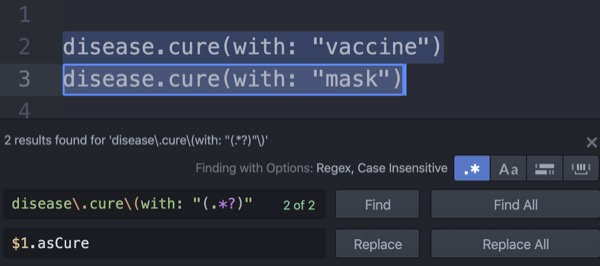 1
2 disease.cure(with: "vaccine")
3 disease.cure(with: "mask")
4
2 results found for 'disease\.cure\(with: "(.*?)"\)'
Finding with Options: Regex, Case Insensitive .* Aa
disease\.cure\(with: "(.*?)" 2 of 2 Find Find All
$1.asCure Replace Replace All